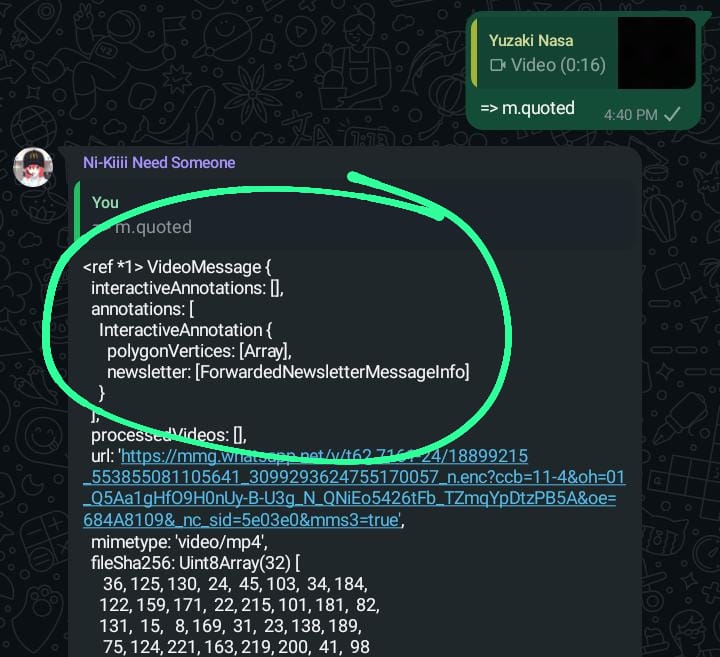 Yuzaki Nasa
Video (0:16)
=> m.quoted
4:40 PM
Ni-Kiiii Need Someone
You
=> m.quoted
<ref *1> VideoMessage {
interactiveAnnotations: [],
annotations: [
InteractiveAnnotation {
polygonVertices: [Array],
newsletter: [ForwardedNewsletterMessageInfo]
}
],
processedVideos: [],
url: 'https://mmg.whatsapp.net/v/t62.7161-24/18899215
_553855081105641_3099293624755170057_n.enc?ccb=11-4&oh=01
_Q5Aa1gHfO9H0nUy-B-U3g_N_QNiEo5426tFb_TZmqYpDtzPB5A&oe=
684A8109&_nc_sid=5e03e0&mms3=true',
mimetype: 'video/mp4',
fileSha256: Uint8Array(32) [
36, 125, 130, 24, 45, 103, 34, 184,
122, 159, 171, 22, 215, 101, 181, 82,
131, 15, 8, 169, 31, 23, 138, 189,
75, 124, 221, 163, 219, 200, 41, 98